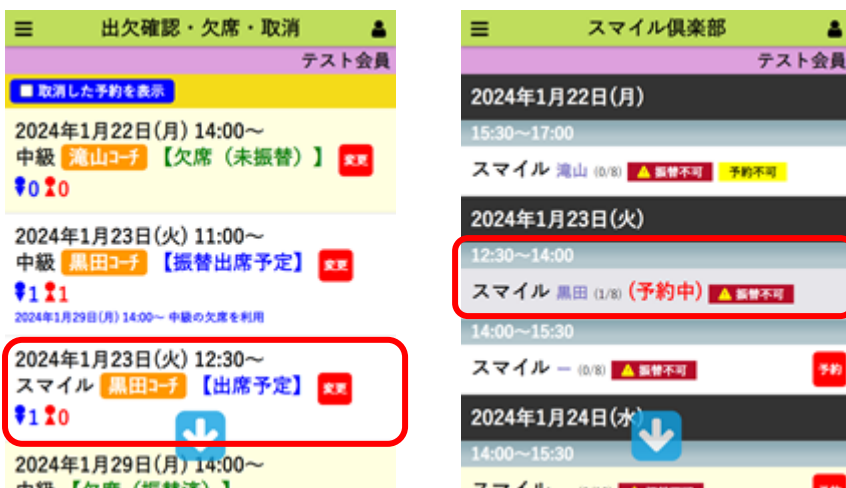 出欠確認・欠席・取消
テスト会員
取消した予約を表示
2024年1月22日(月) 14:00〜
中級 滝山コーチ 【欠席（未振替）】 変更
0 0
2024年1月23日(火) 11:00〜
中級 黒田コーチ 【振替出席予定】 変更
1 1
2024年1月29日(月) 14:00〜 中級の欠席を利用
2024年1月23日(火) 12:30〜
スマイル 黒田コーチ 【出席予定】 変更
1 0
2024年1月29日(月) 14:00〜
中級 【欠席（振替済）】
スマイル倶楽部
テスト会員
2024年1月22日(月)
15:30〜17:00
スマイル 滝山 (0/8) 振替不可 予約不可
2024年1月23日(火)
12:30〜14:00
スマイル 黒田 (1/8) (予約中) 振替不可
14:00〜15:30
スマイル ー (0/8) 振替不可 予約
2024年1月24日(水)
14:00〜15:30
スマイル